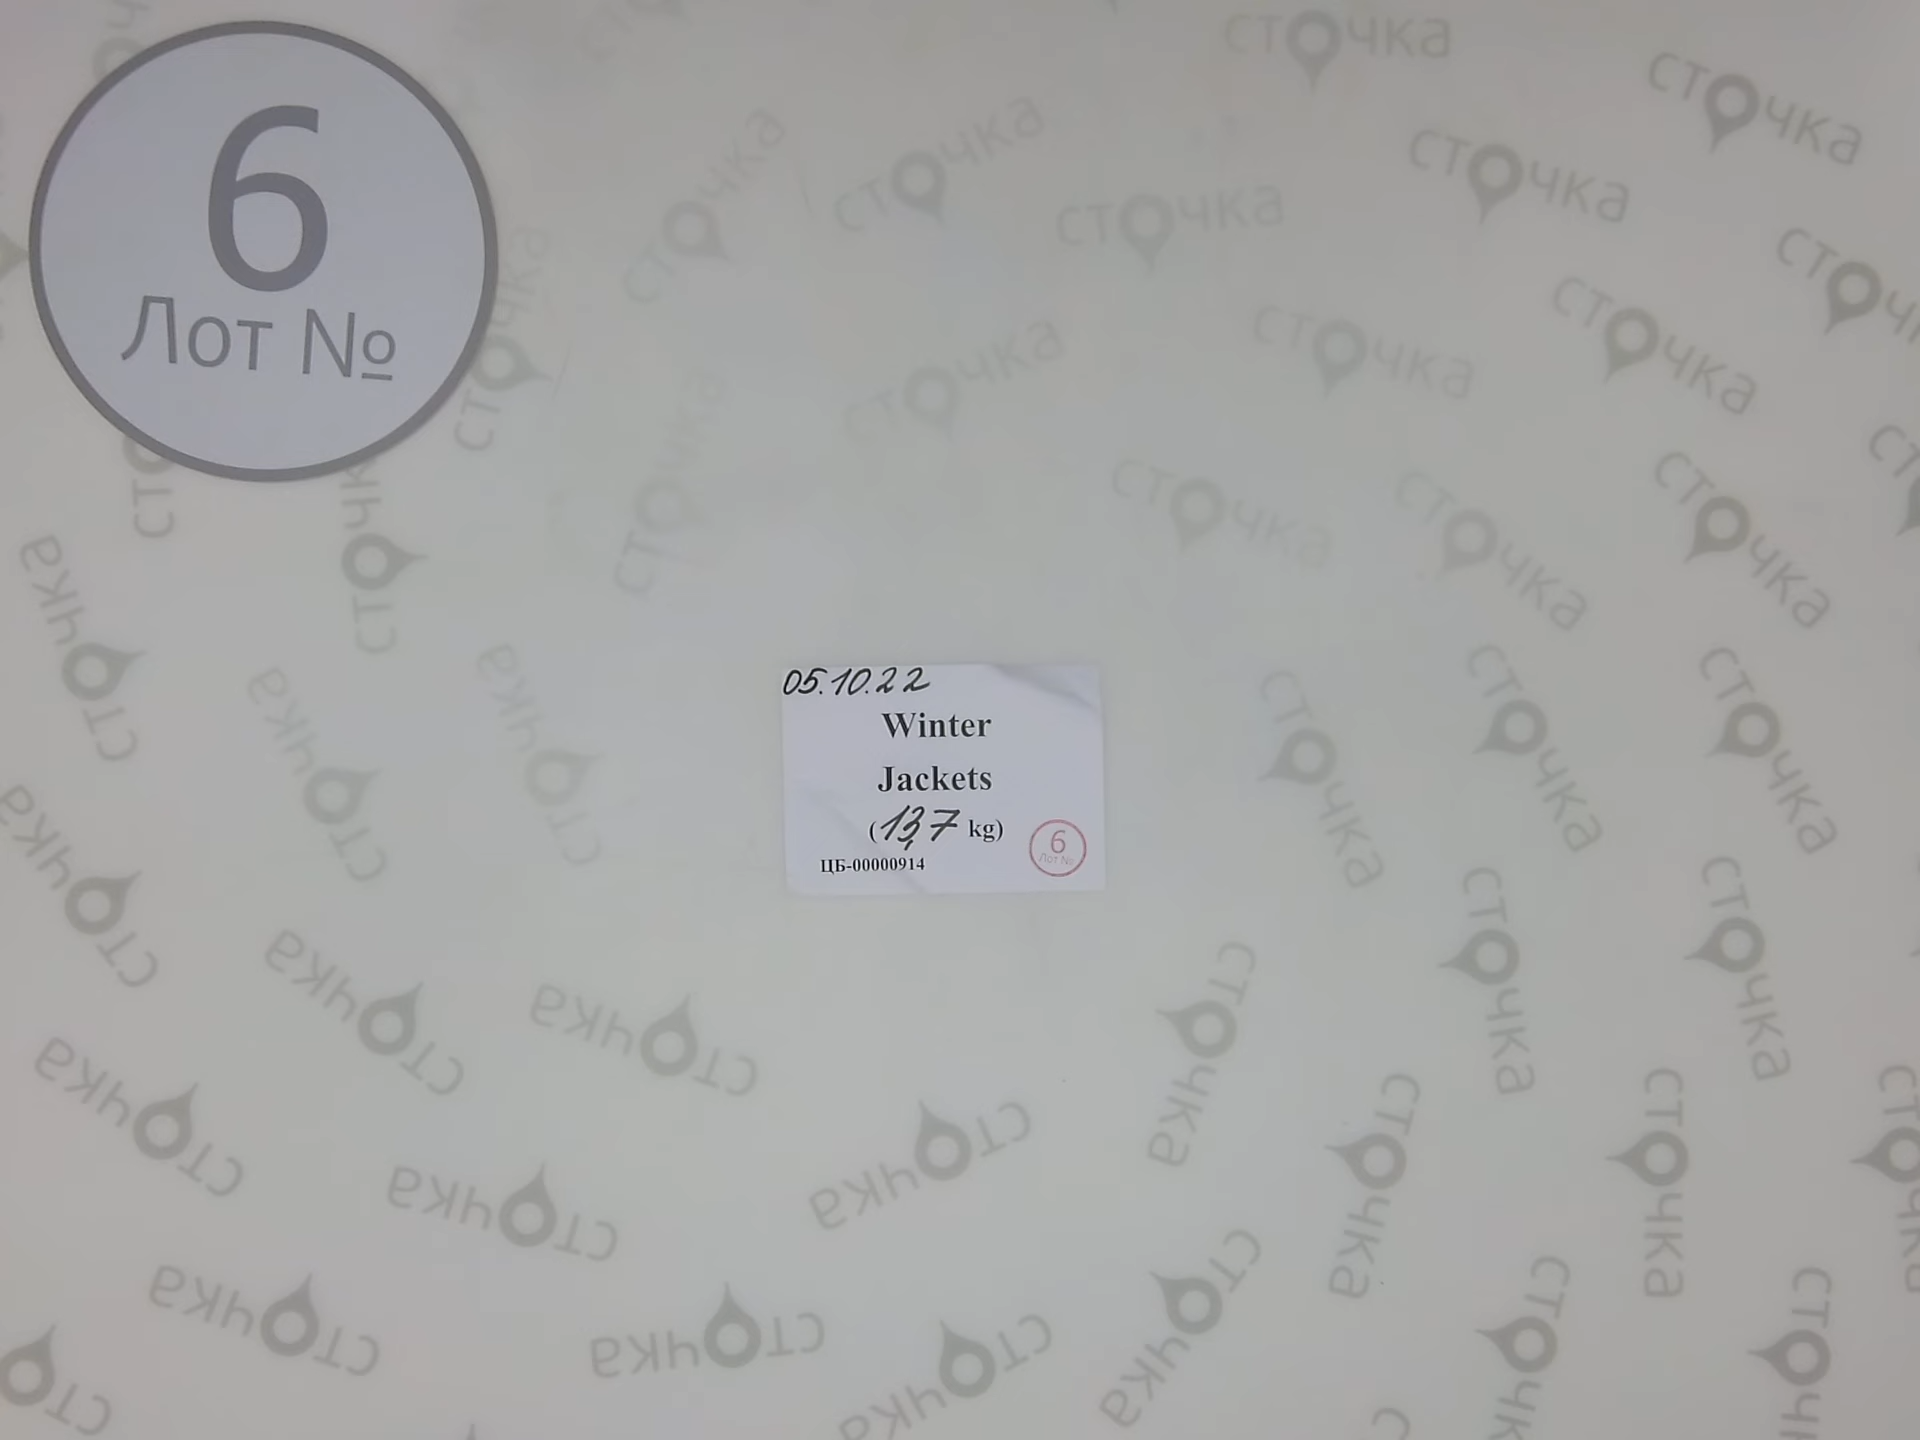 6
Лот №
05.10.22
Winter
Jackets
(13,7 kg)
ЦБ-00000914
6
Лот №
сточка